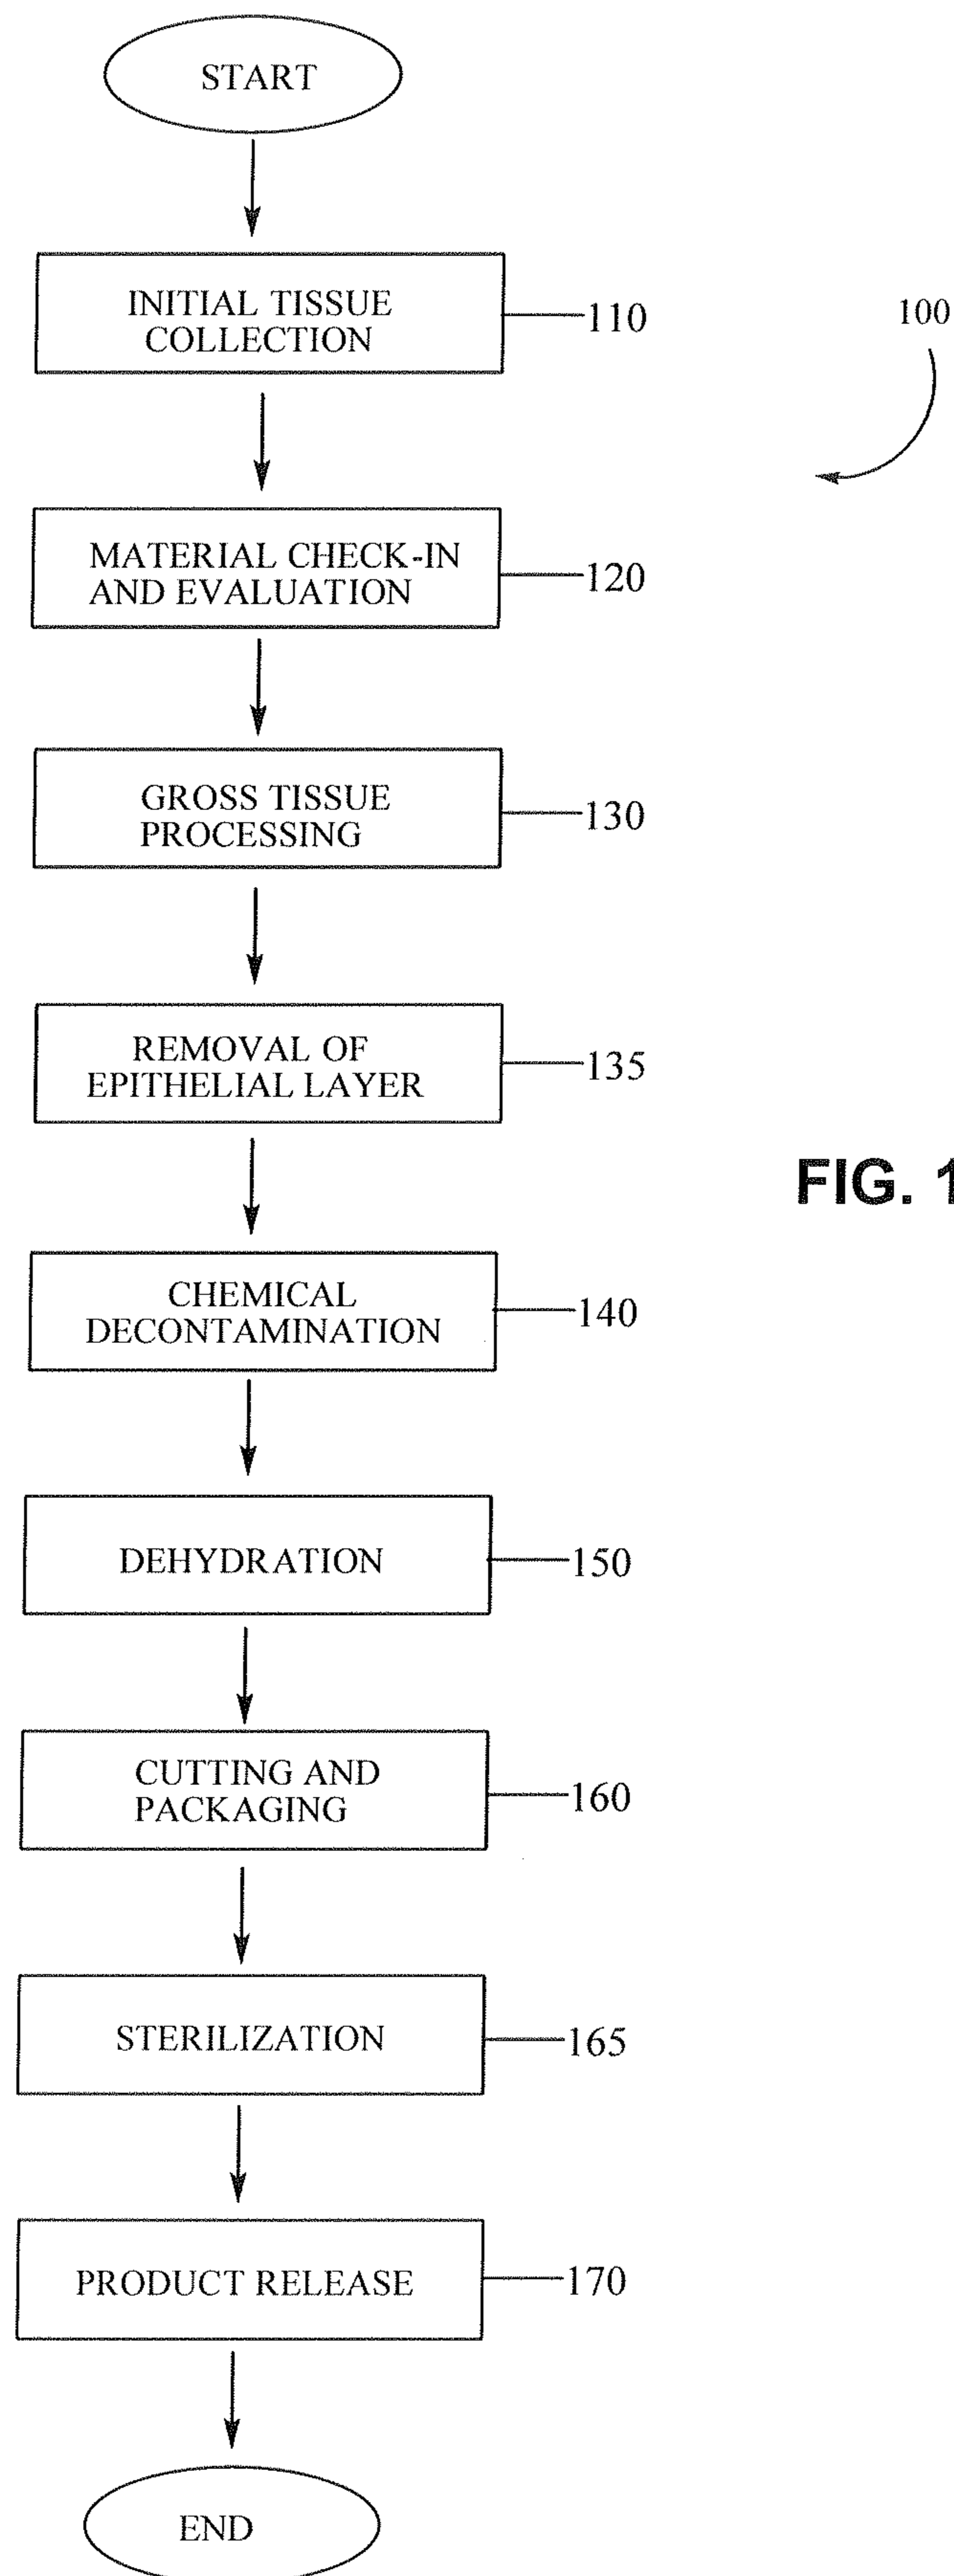 START
INITIAL TISSUE
COLLECTION
110
100
MATERIAL CHECK-IN
AND EVALUATION
120
GROSS TISSUE
PROCESSING
130
REMOVAL OF
EPITHELIAL LAYER
135
FIG. 1
CHEMICAL
DECONTAMINATION
140
DEHYDRATION
150
CUTTING AND
PACKAGING
160
STERILIZATION
165
PRODUCT RELEASE
170
END